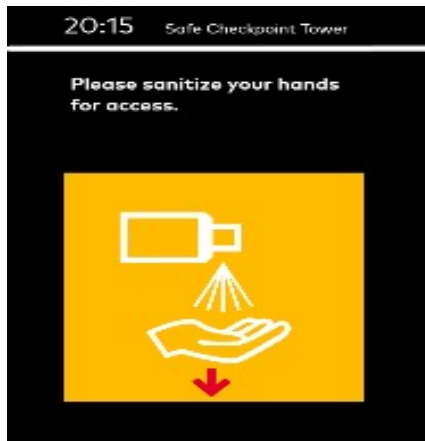 20:15 Safe Checkpoint Tower
Please sanitize your hands
for access.